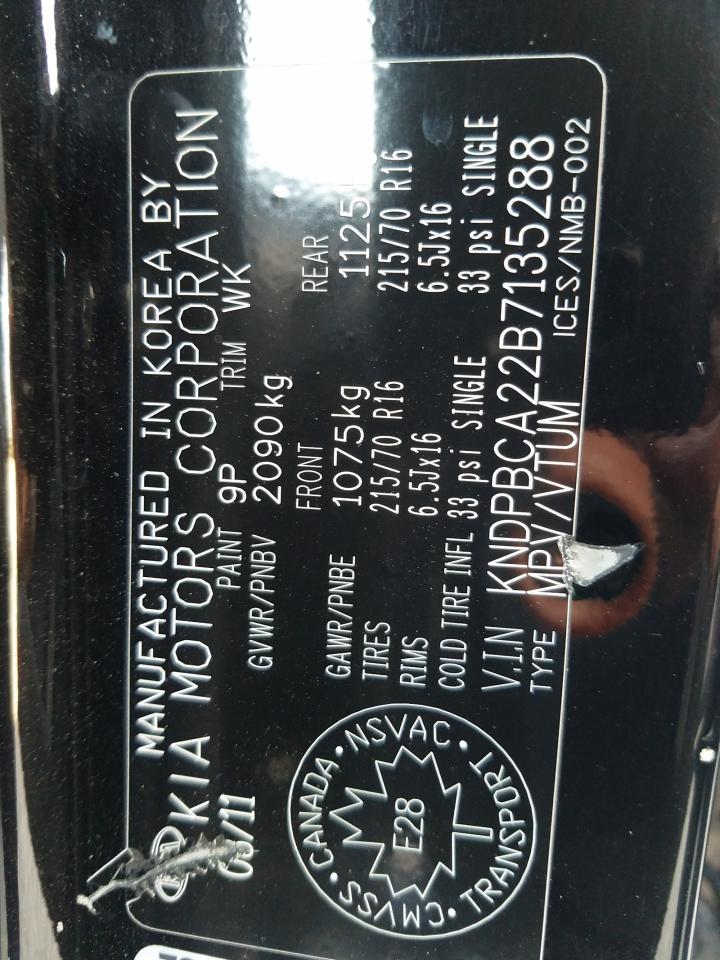 MANUFACTURED IN KOREA BY
KIA MOTORS CORPORATION
/11 PAINT 9P TRIM WK
GVWR/PNBV 2090kg
FRONT REAR
GAWR/PNBE 1075kg 1125
TIRES 215/70 R16 215/70 R16
RIMS 6.5Jx16 6.5Jx16
COLD TIRE INFL 33 psi SINGLE 33 psi SINGLE
V.I.N KNDPBCA22B7135288
TYPE MPV/VTUM ICES/NMB-002
CANADA · NSVAC · TRANSPORT · CMVSS ·
E28